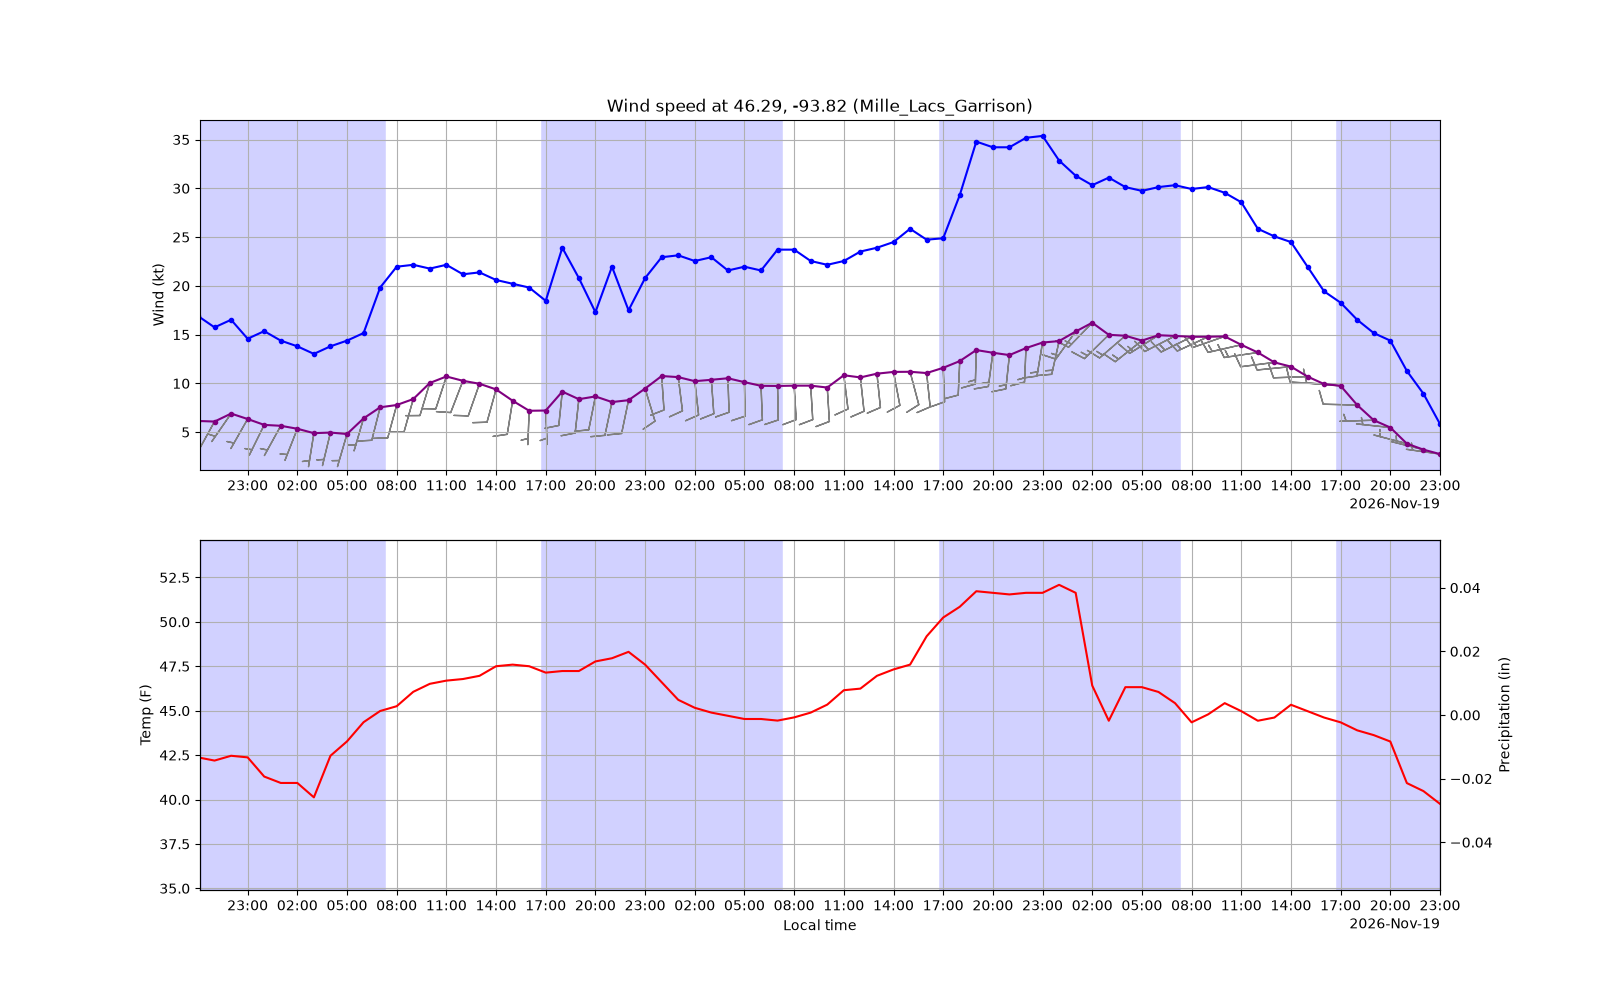 Wind speed at 46.29, -93.82 (Mille_Lacs_Garrison)
35
30
25
20
15
10
5
Wind (kt)
23:00 02:00 05:00 08:00 11:00 14:00 17:00 20:00 23:00 02:00 05:00 08:00 11:00 14:00 17:00 20:00 23:00 02:00 05:00 08:00 11:00 14:00 17:00 20:00 23:00
2026-Nov-19
52.5
50.0
47.5
45.0
42.5
40.0
37.5
35.0
Temp (F)
0.04
0.02
0.00
−0.02
−0.04
Precipitation (in)
23:00 02:00 05:00 08:00 11:00 14:00 17:00 20:00 23:00 02:00 05:00 08:00 11:00 14:00 17:00 20:00 23:00 02:00 05:00 08:00 11:00 14:00 17:00 20:00 23:00
Local time
2026-Nov-19